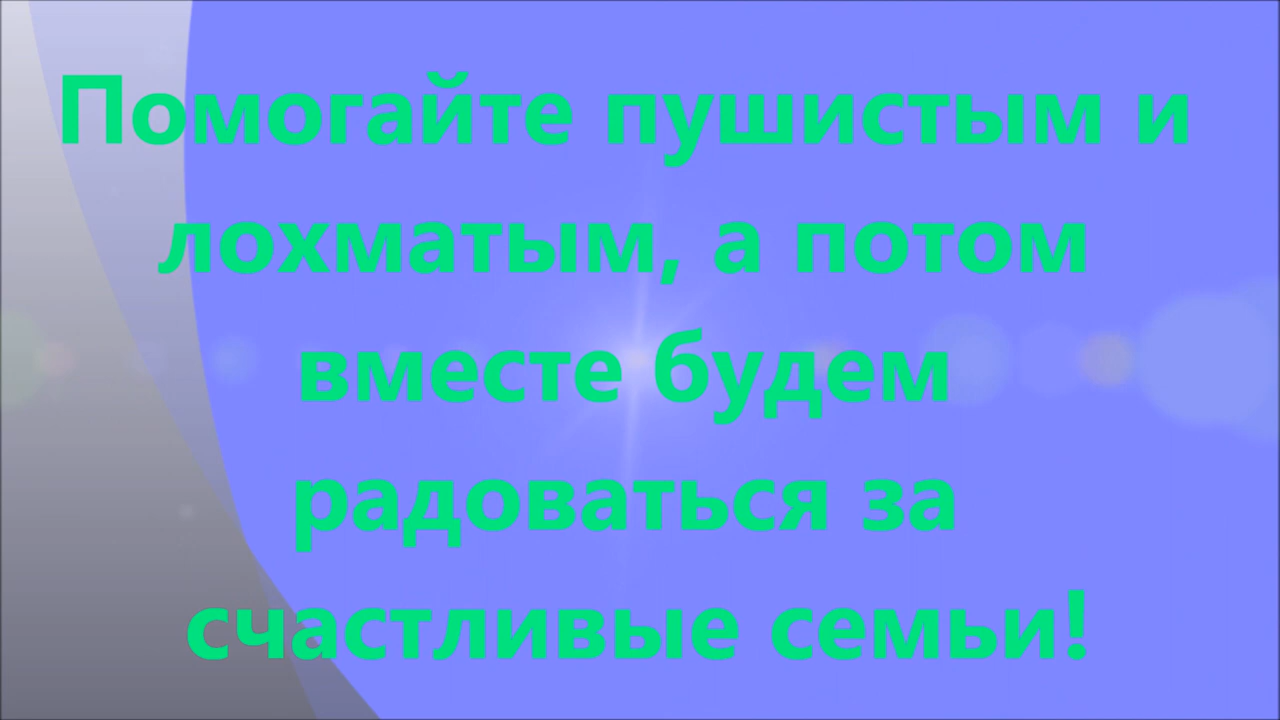 Помогайте пушистым и
лохматым, а потом
вместе будем
радоваться за
счастливые семьи!